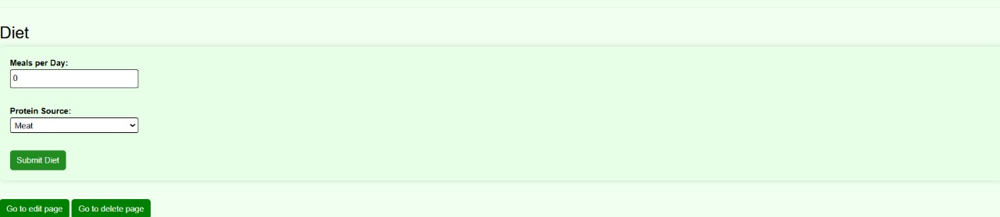 Diet
Meals per Day:
0
Protein Source:
Meat
Submit Diet
Go to edit page Go to delete page